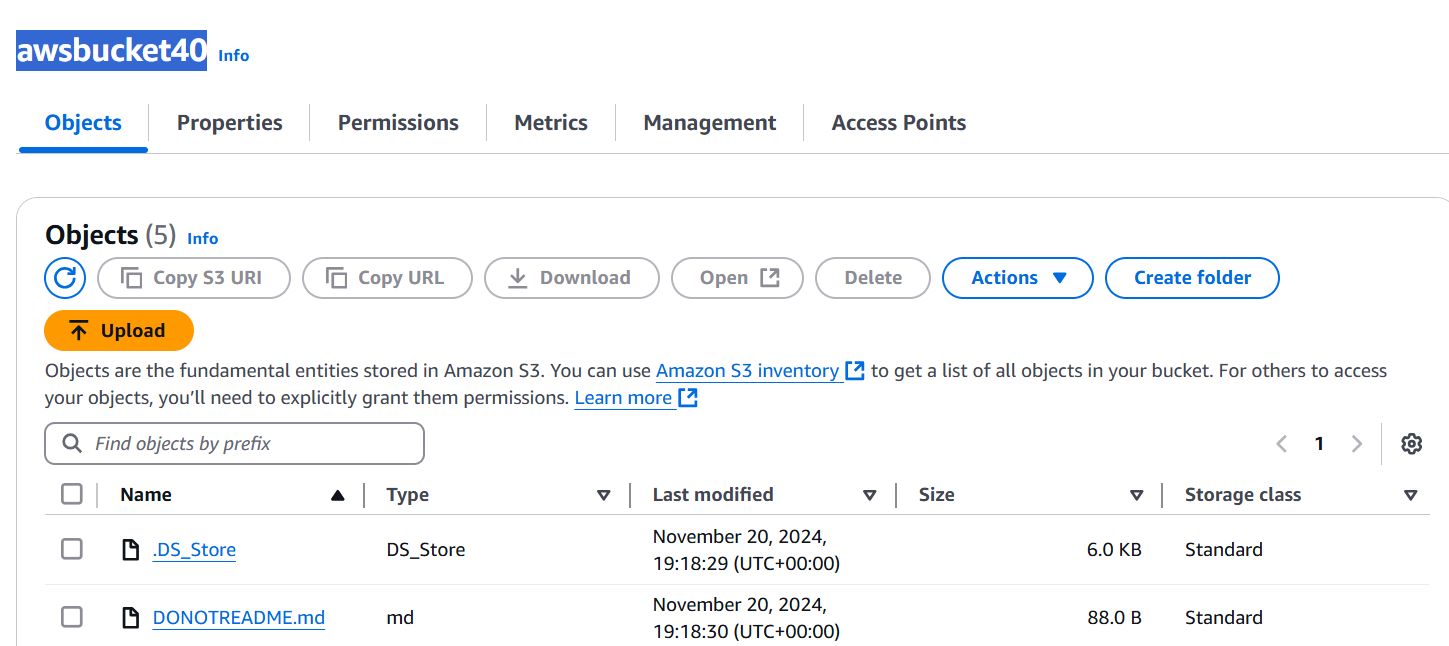 awsbucket40 Info
Objects Properties Permissions Metrics Management Access Points
Objects (5) Info
Copy S3 URI Copy URL Download Open Delete Actions Create folder
Upload
Objects are the fundamental entities stored in Amazon S3. You can use Amazon S3 inventory to get a list of all objects in your bucket. For others to access
your objects, you’ll need to explicitly grant them permissions. Learn more
Find objects by prefix 1
Name Type Last modified Size Storage class
.DS_Store DS_Store November 20, 2024, 6.0 KB Standard
19:18:29 (UTC+00:00)
DONOTREADME.md md November 20, 2024, 88.0 B Standard
19:18:30 (UTC+00:00)